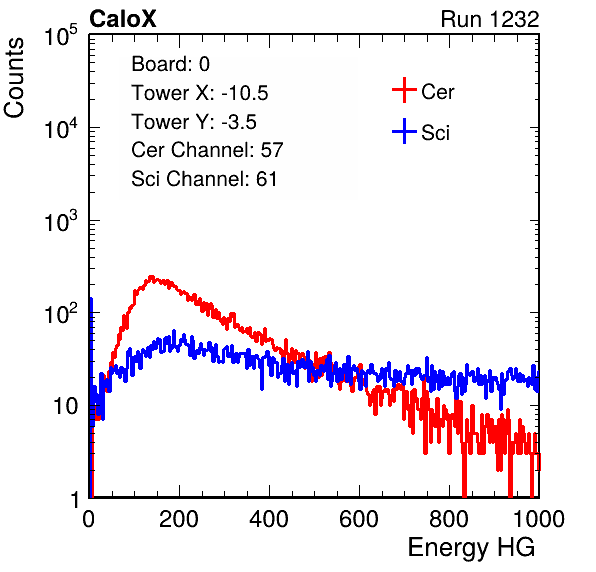 CaloX Run 1232
Counts
10^5
10^4
10^3
10^2
10
1
Board: 0
Tower X: -10.5
Tower Y: -3.5
Cer Channel: 57
Sci Channel: 61
Cer
Sci
0 200 400 600 800 1000
Energy HG